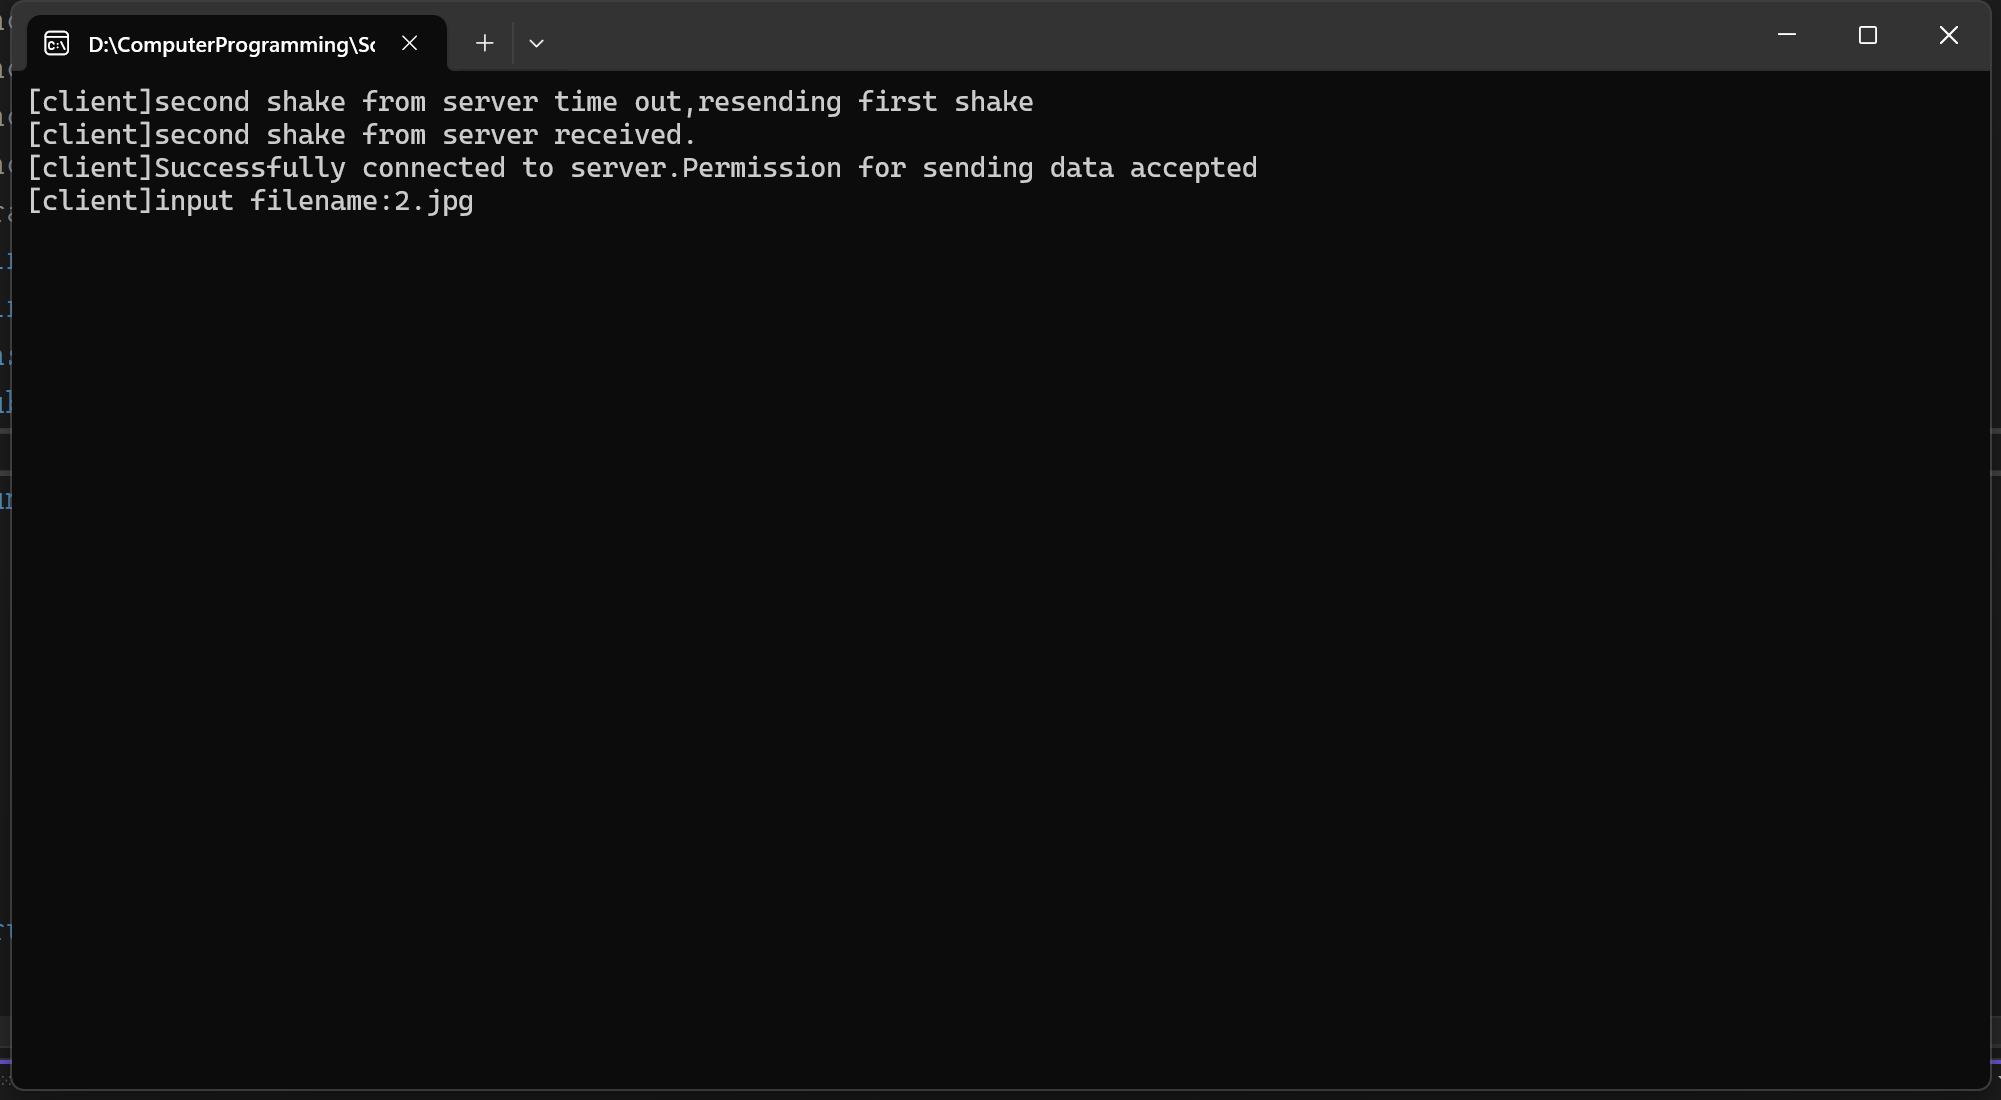 D:\ComputerProgramming\Sc
[client]second shake from server time out,resending first shake
[client]second shake from server received.
[client]Successfully connected to server.Permission for sending data accepted
[client]input filename:2.jpg